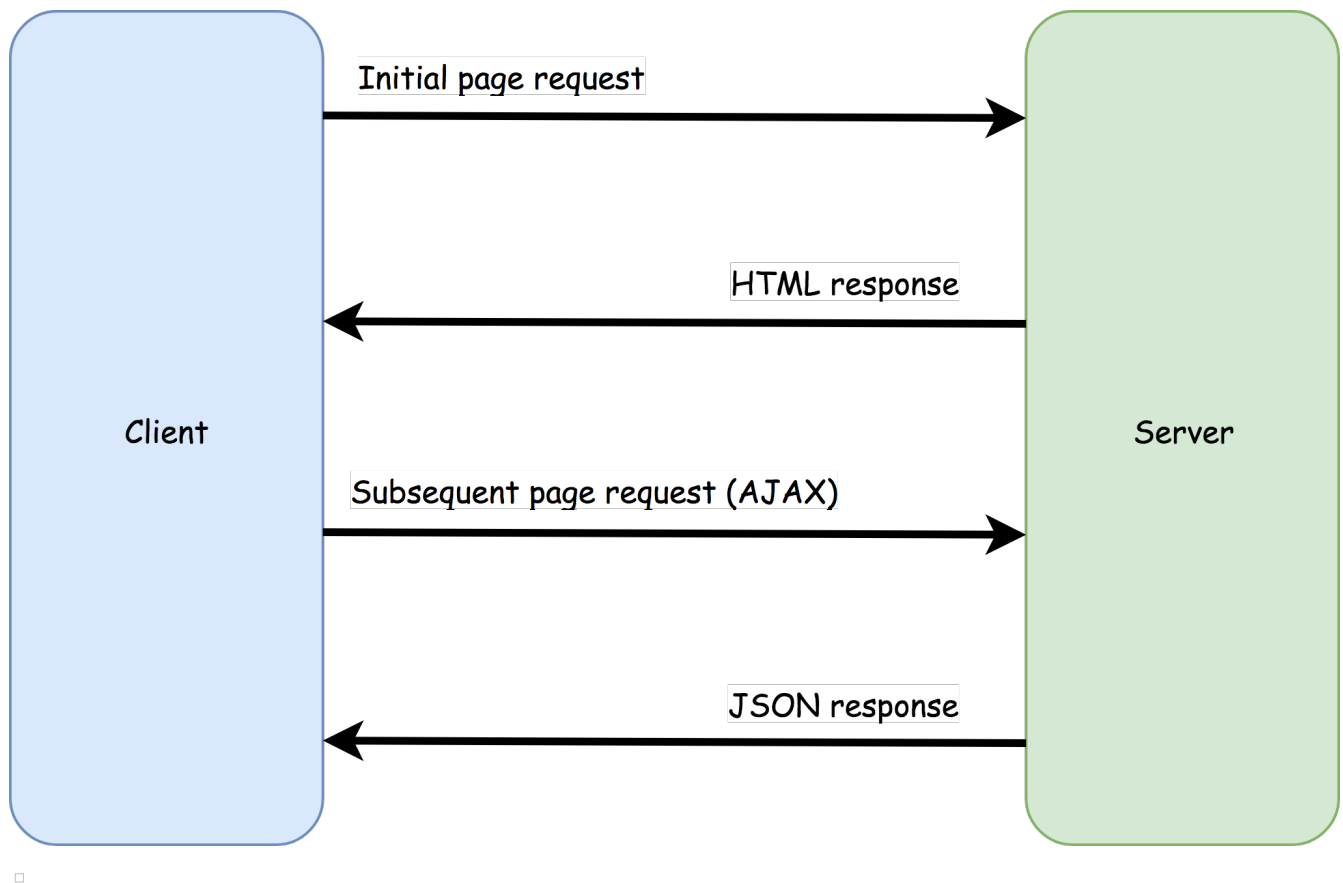 Initial page request
HTML response
Client
Server
Subsequent page request (AJAX)
JSON response